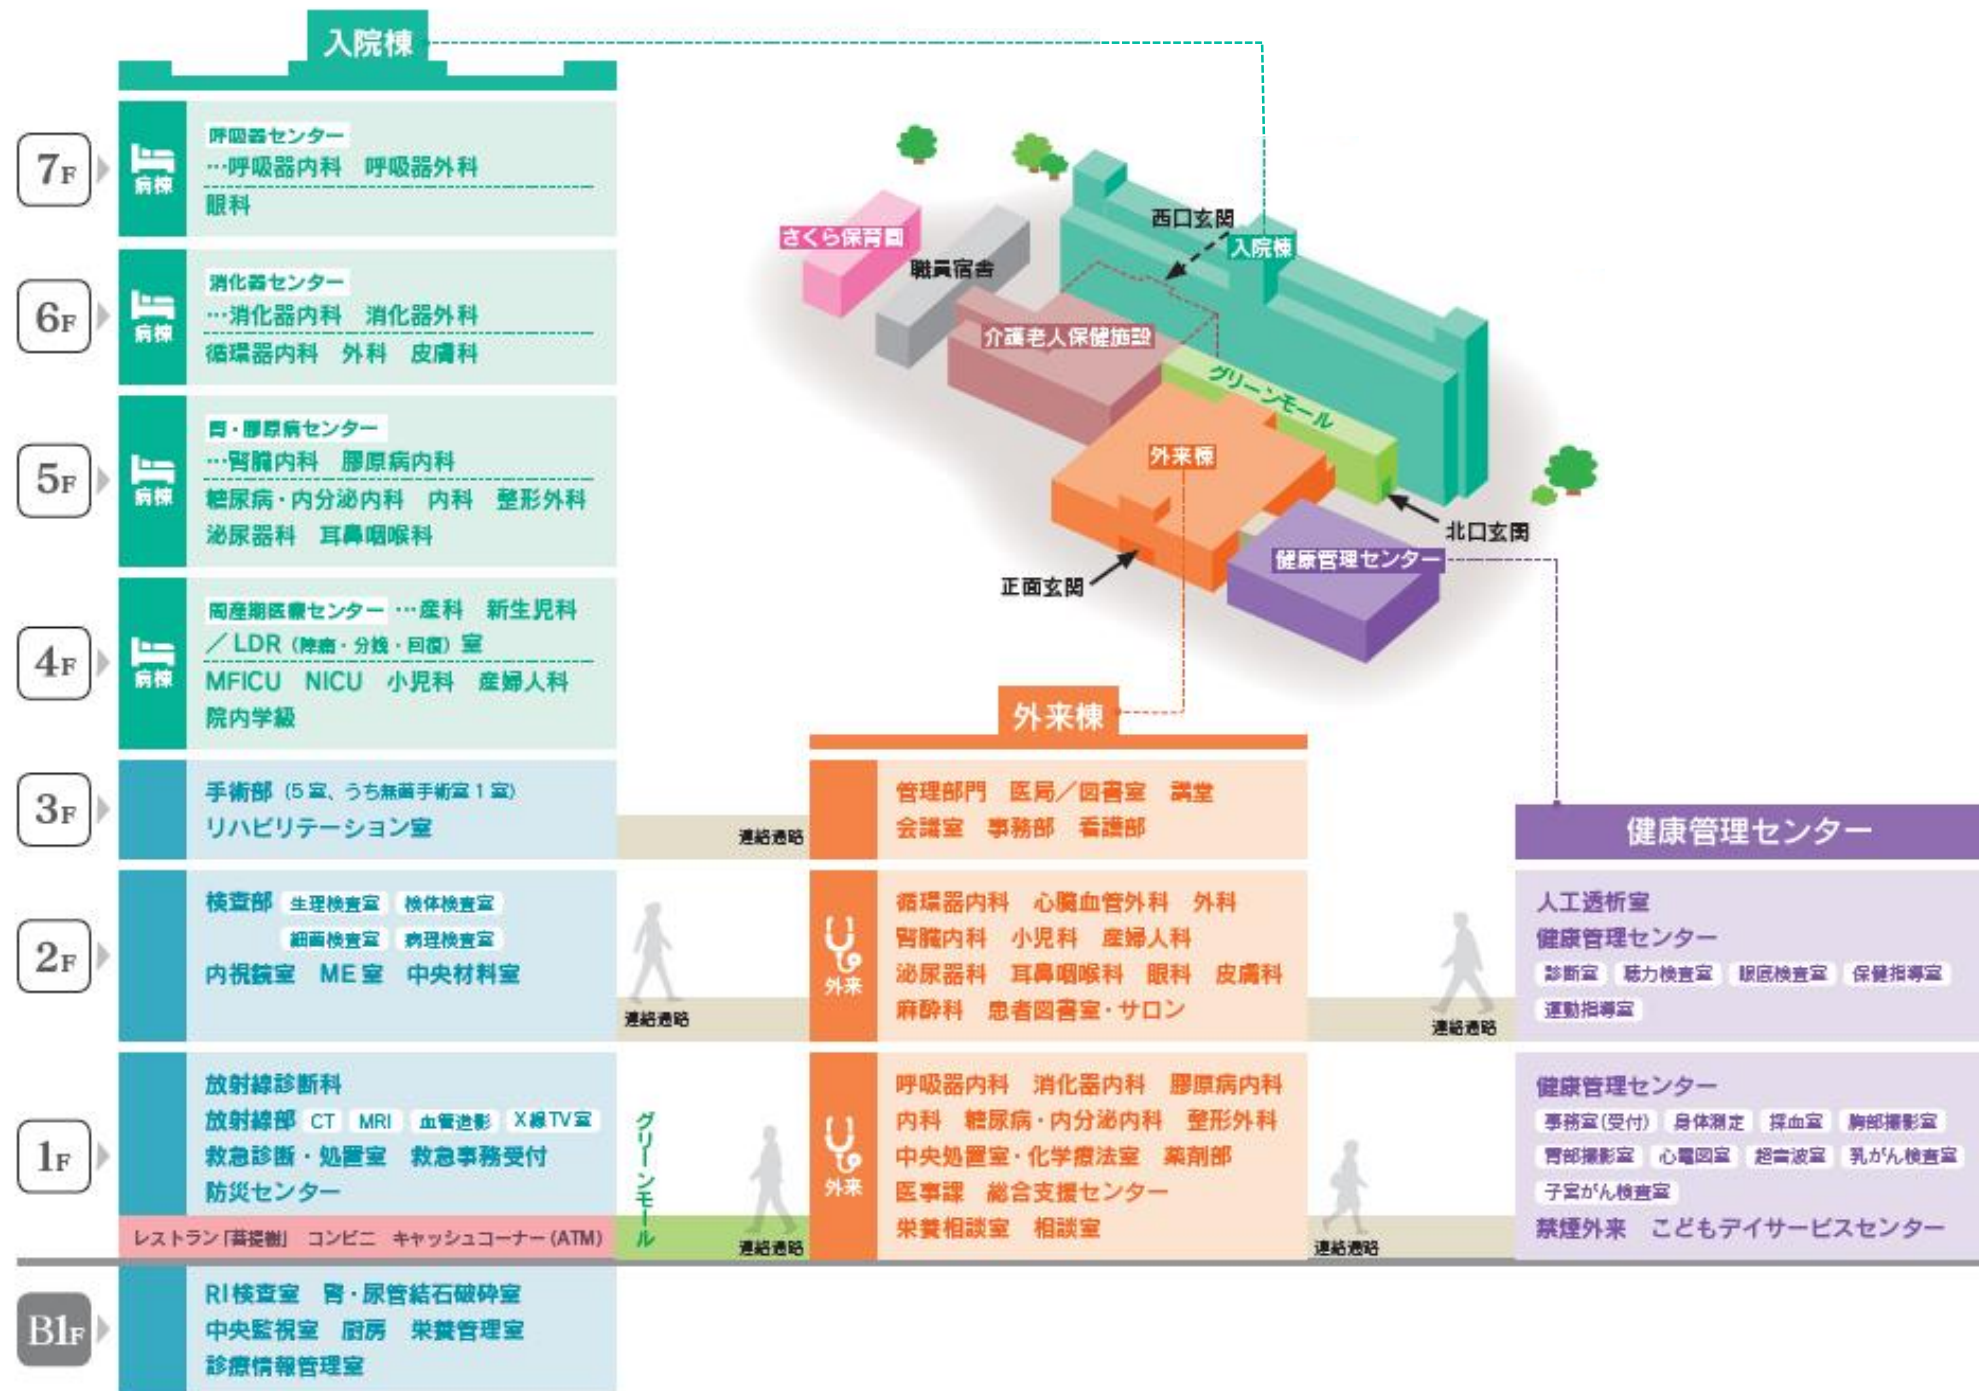 入院棟
7F
病棟
呼吸器センター
…呼吸器内科 呼吸器外科
眼科
6F
病棟
消化器センター
…消化器内科 消化器外科
循環器内科 外科 皮膚科
5F
病棟
腎・膠原病センター
…腎臓内科 膠原病内科
糖尿病・内分泌内科 内科 整形外科
泌尿器科 耳鼻咽喉科
4F
病棟
周産期医療センター …産科 新生児科
／LDR（陣痛・分娩・回復）室
MFICU NICU 小児科 産婦人科
院内学級
3F
手術部（5室、うち無菌手術室1室）
リハビリテーション室
2F
検査部 生理検査室 検体検査室
細菌検査室 病理検査室
内視鏡室 ME室 中央材料室
1F
放射線診断科
放射線部 CT MRI 血管造影 X線TV室
救急診断・処置室 救急事務受付
防災センター
レストラン「菩提樹」 コンビニ キャッシュコーナー（ATM）
B1F
RI検査室 腎・尿管結石破砕室
中央監視室 厨房 栄養管理室
診療情報管理室
さくら保育園
職員宿舎
西口玄関
入院棟
介護老人保健施設
グリーンモール
外来棟
北口玄関
健康管理センター
正面玄関
連絡通路
連絡通路
グリーンモール
連絡通路
外来棟
管理部門 医局／図書室 講堂
会議室 事務部 看護部
外来
循環器内科 心臓血管外科 外科
腎臓内科 小児科 産婦人科
泌尿器科 耳鼻咽喉科 眼科 皮膚科
麻酔科 患者図書室・サロン
外来
呼吸器内科 消化器内科 膠原病内科
内科 糖尿病・内分泌内科 整形外科
中央処置室・化学療法室 薬剤部
医事課 総合支援センター
栄養相談室 相談室
連絡通路
連絡通路
健康管理センター
人工透析室
健康管理センター
診断室 聴力検査室 眼底検査室 保健指導室
運動指導室
健康管理センター
事務室(受付) 身体測定 採血室 胸部撮影室
胃部撮影室 心電図室 超音波室 乳がん検査室
子宮がん検査室
禁煙外来 こどもデイサービスセンター